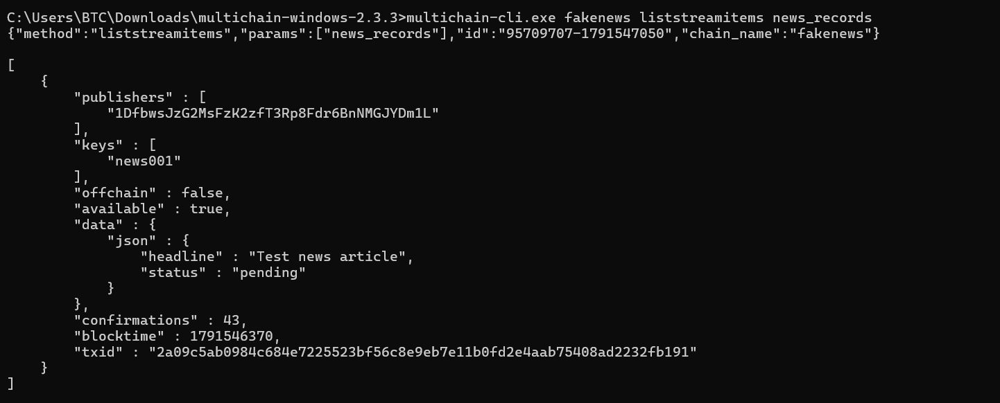 C:\Users\BTC\Downloads\multichain-windows-2.3.3>multichain-cli.exe fakenews liststreamitems news_records
{"method":"liststreamitems","params":["news_records"],"id":"95709707-1791547050","chain_name":"fakenews"}

[
    {
        "publishers" : [
            "1DfbwsJzG2MsFzK2zfT3Rp8Fdr6BnNMGJYDm1L"
        ],
        "keys" : [
            "news001"
        ],
        "offchain" : false,
        "available" : true,
        "data" : {
            "json" : {
                "headline" : "Test news article",
                "status" : "pending"
            }
        },
        "confirmations" : 43,
        "blocktime" : 1791546370,
        "txid" : "2a09c5ab0984c684e7225523bf56c8e9eb7e11b0fd2e4aab75408ad2232fb191"
    }
]